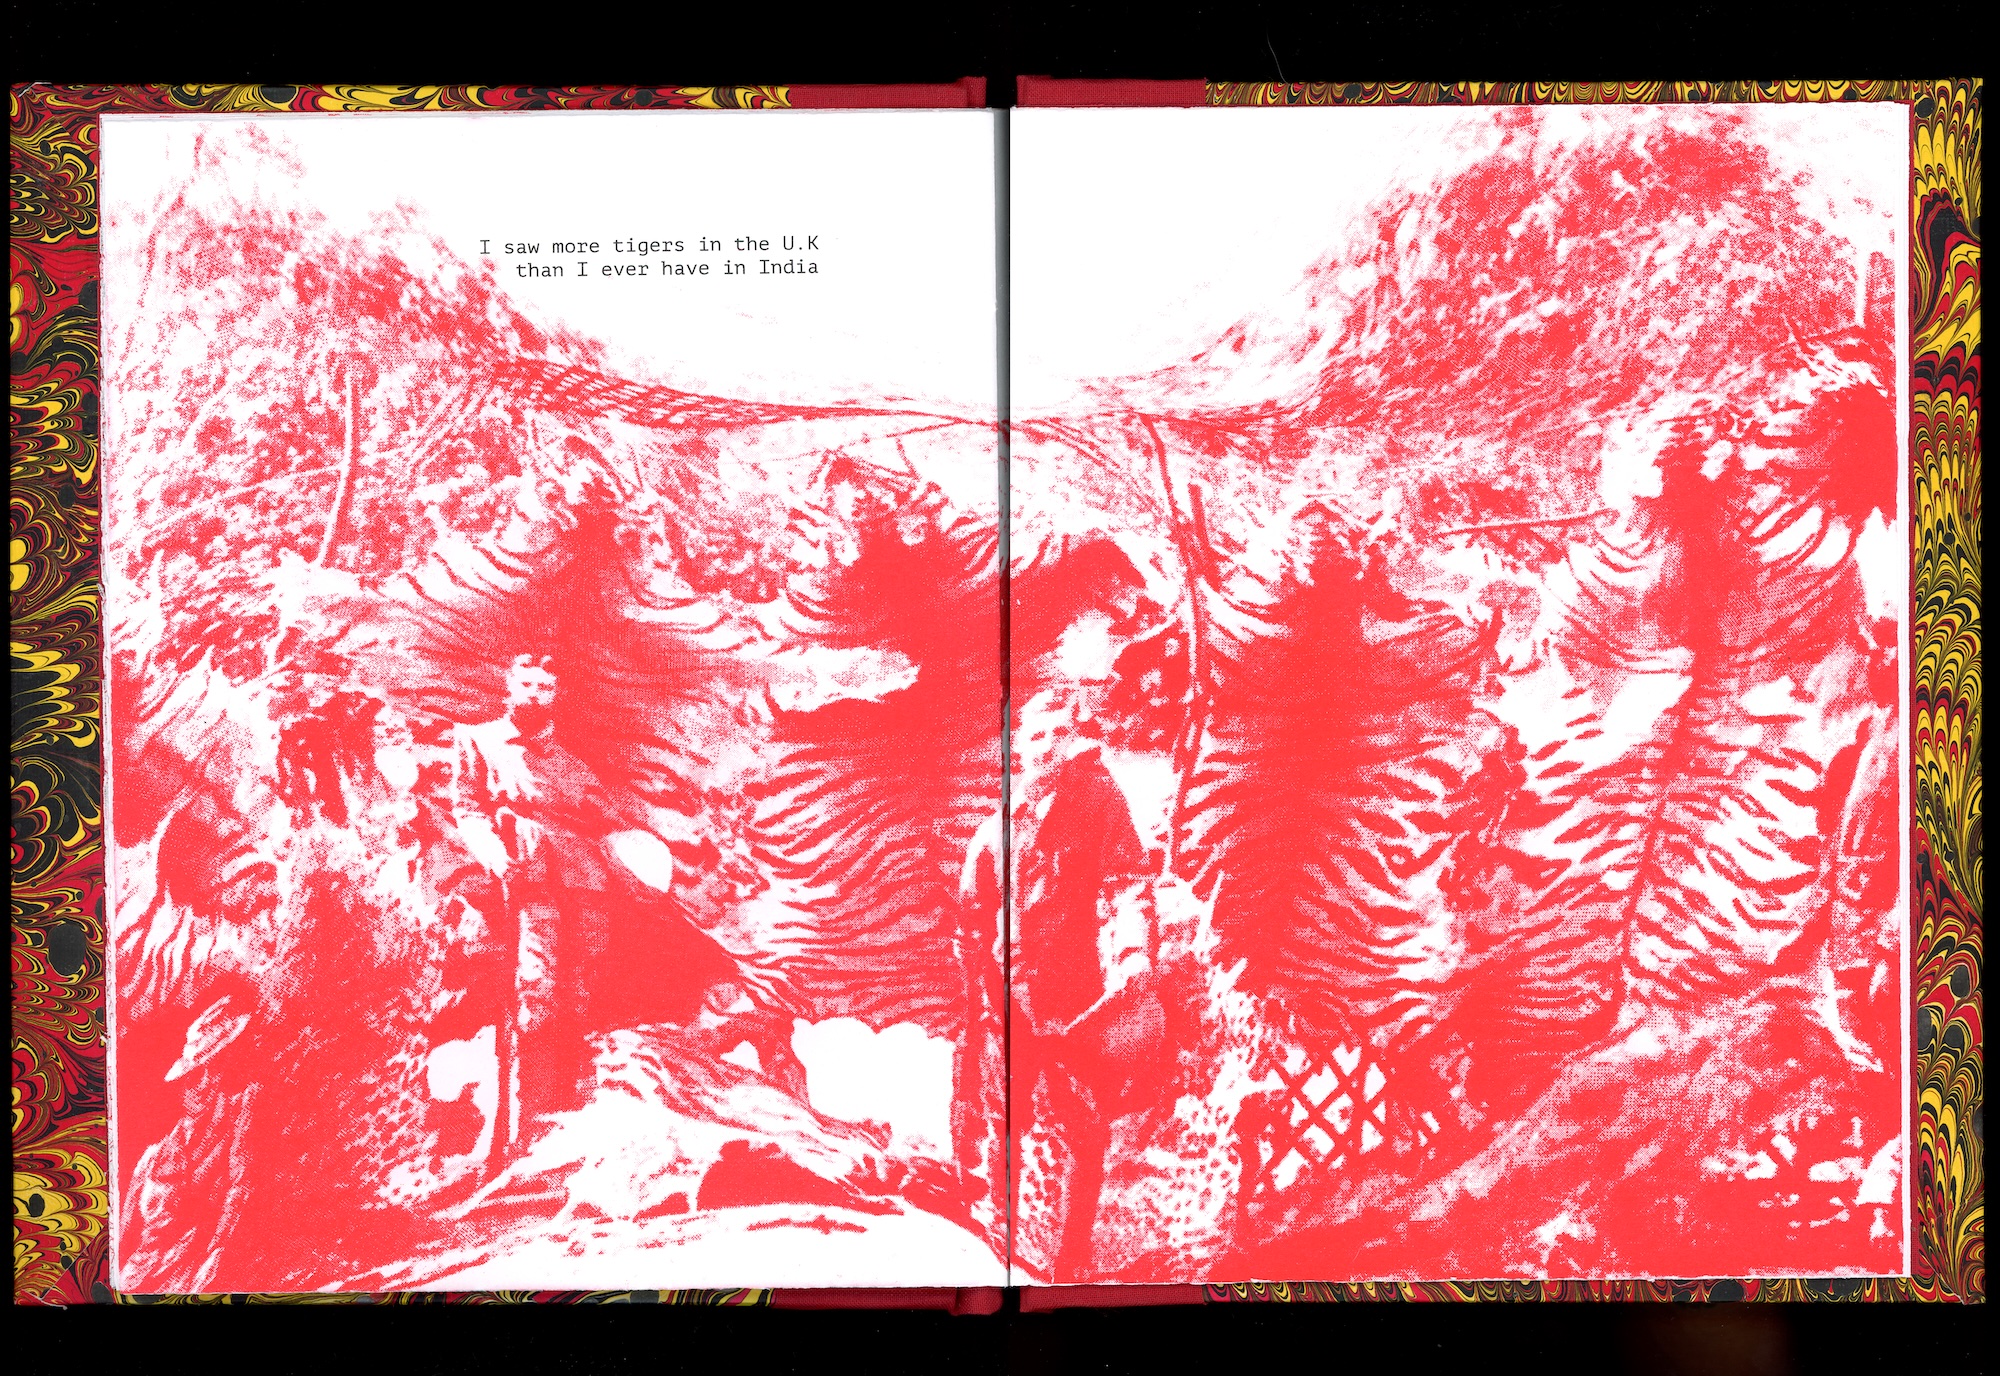 I saw more tigers in the U.K
than I ever have in India